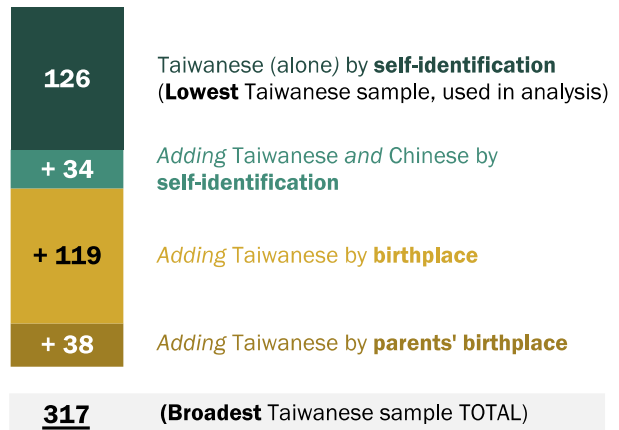 126
Taiwanese (alone) by self-identification
(Lowest Taiwanese sample, used in analysis)
+ 34
Adding Taiwanese and Chinese by
self-identification
+ 119
Adding Taiwanese by birthplace
+ 38
Adding Taiwanese by parents' birthplace
317
(Broadest Taiwanese sample TOTAL)